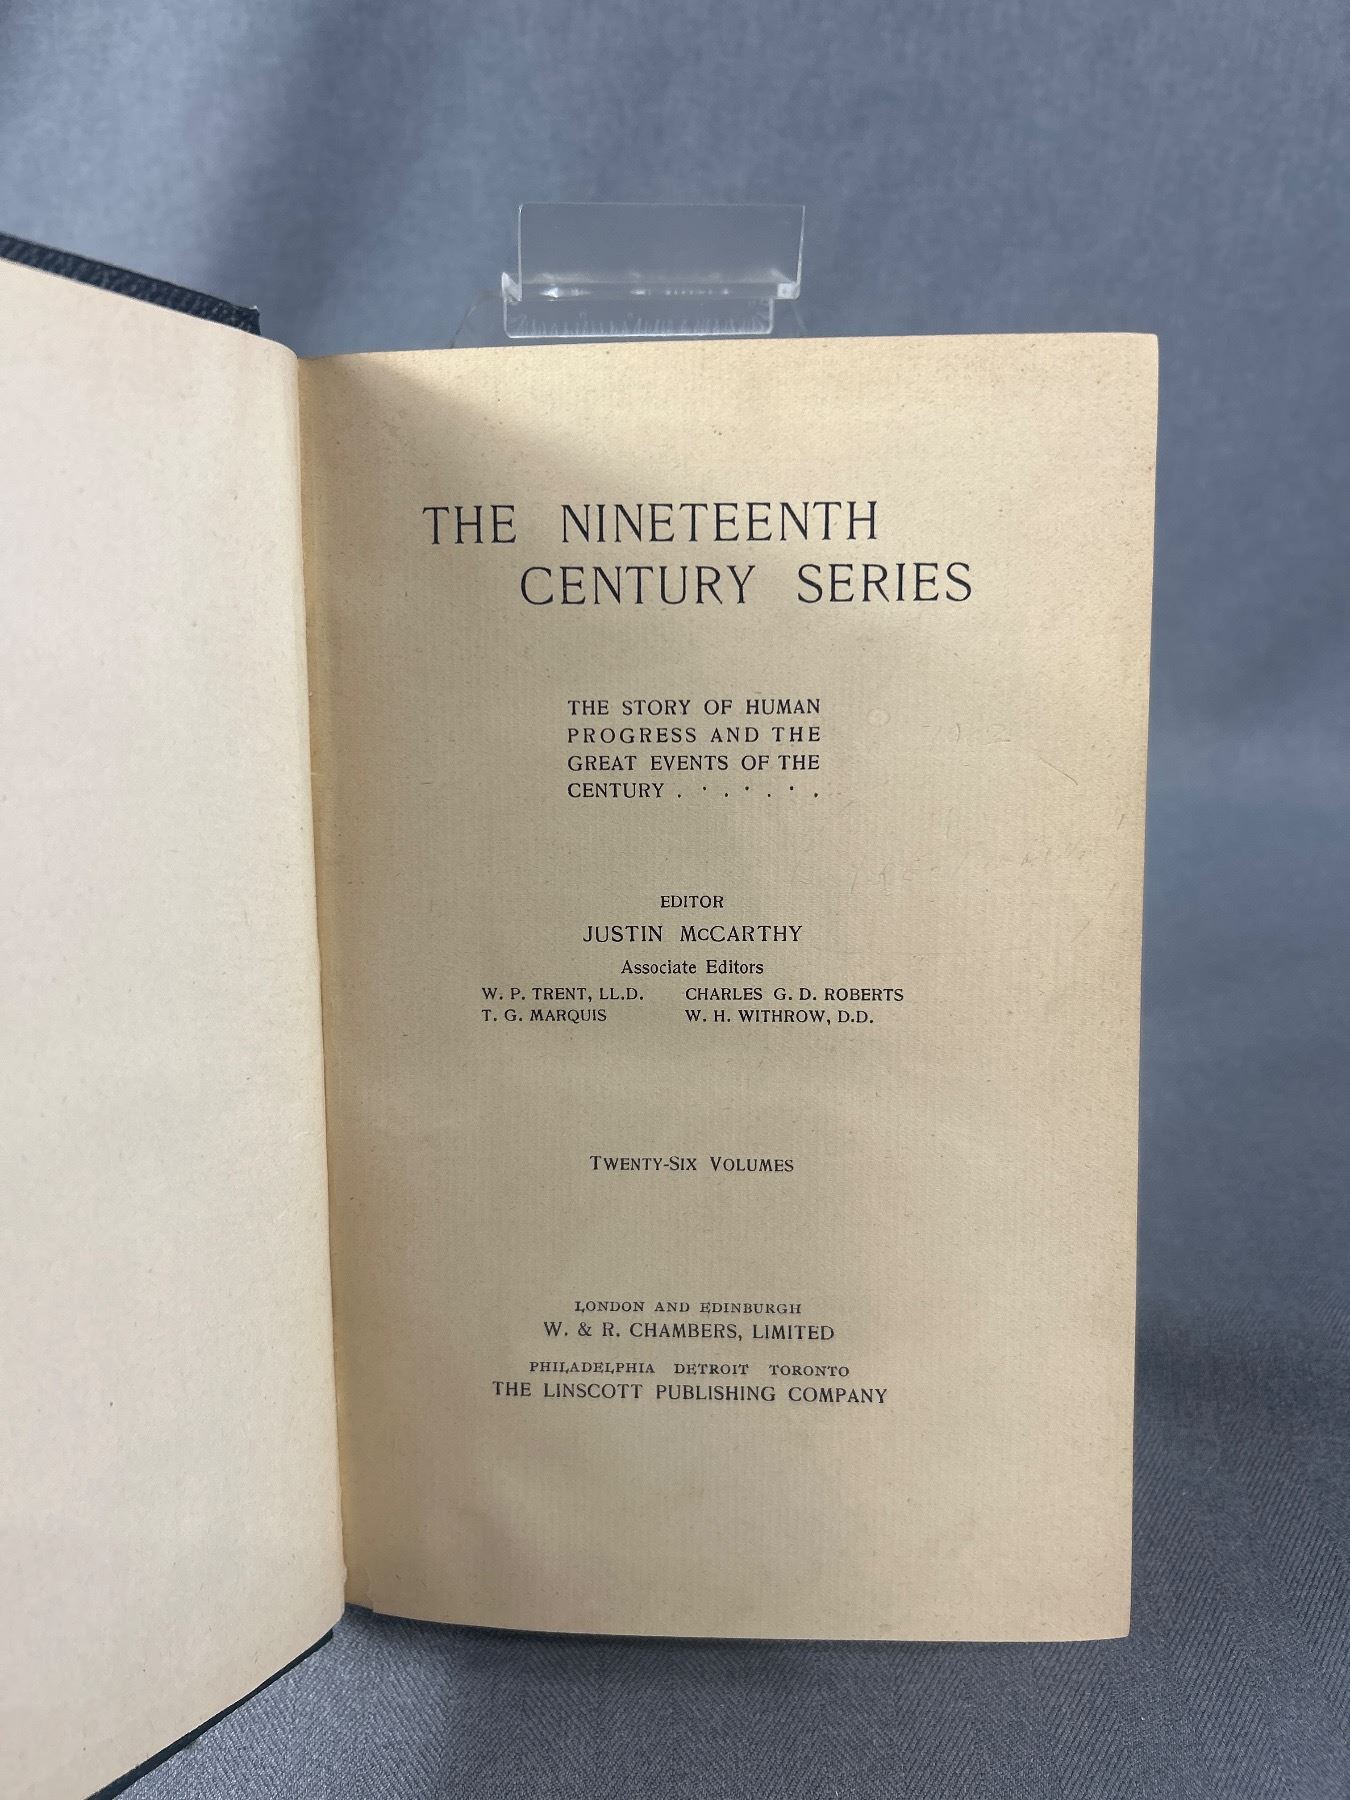 THE NINETEENTH
CENTURY SERIES
THE STORY OF HUMAN
PROGRESS AND THE
GREAT EVENTS OF THE
CENTURY . · . · . · .
EDITOR
JUSTIN McCARTHY
Associate Editors
W. P. TRENT, LL.D. CHARLES G. D. ROBERTS
T. G. MARQUIS W. H. WITHROW, D.D.
TWENTY-SIX VOLUMES
LONDON AND EDINBURGH
W. & R. CHAMBERS, LIMITED
PHILADELPHIA DETROIT TORONTO
THE LINSCOTT PUBLISHING COMPANY